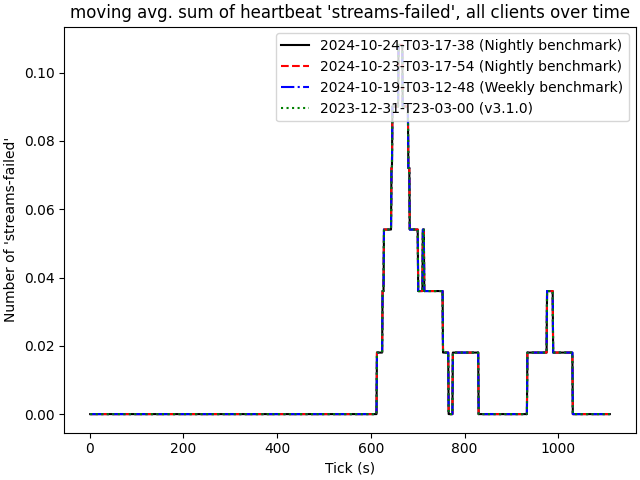 moving avg. sum of heartbeat 'streams-failed', all clients over time
2024-10-24-T03-17-38 (Nightly benchmark)
2024-10-23-T03-17-54 (Nightly benchmark)
2024-10-19-T03-12-48 (Weekly benchmark)
2023-12-31-T23-03-00 (v3.1.0)
Number of 'streams-failed'
0.10
0.08
0.06
0.04
0.02
0.00
0 200 400 600 800 1000
Tick (s)